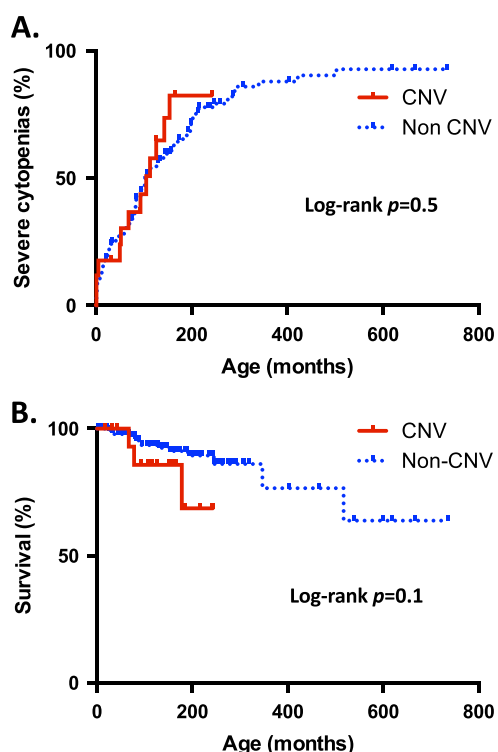 A.
100
50
0
Severe cytopenias (%)
CNV
Non CNV
Log-rank p=0.5
0 200 400 600 800
Age (months)
B.
100
50
0
Survival (%)
CNV
Non-CNV
Log-rank p=0.1
0 200 400 600 800
Age (months)